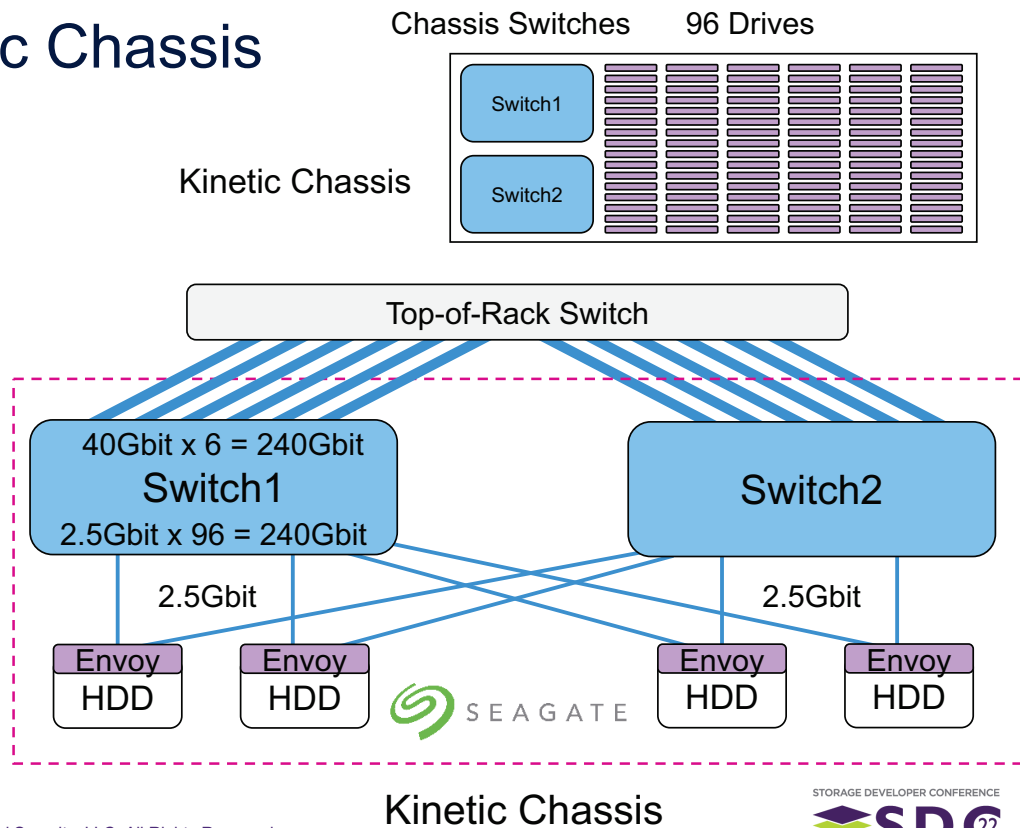 c Chassis
Chassis Switches 96 Drives
Switch1
Kinetic Chassis
Switch2
Top-of-Rack Switch
40Gbit x 6 = 240Gbit
Switch1
2.5Gbit x 96 = 240Gbit
Switch2
2.5Gbit
2.5Gbit
Envoy
HDD
Envoy
HDD
Envoy
HDD
Envoy
HDD
SEAGATE
Kinetic Chassis
STORAGE DEVELOPER CONFERENCE
SDC 22